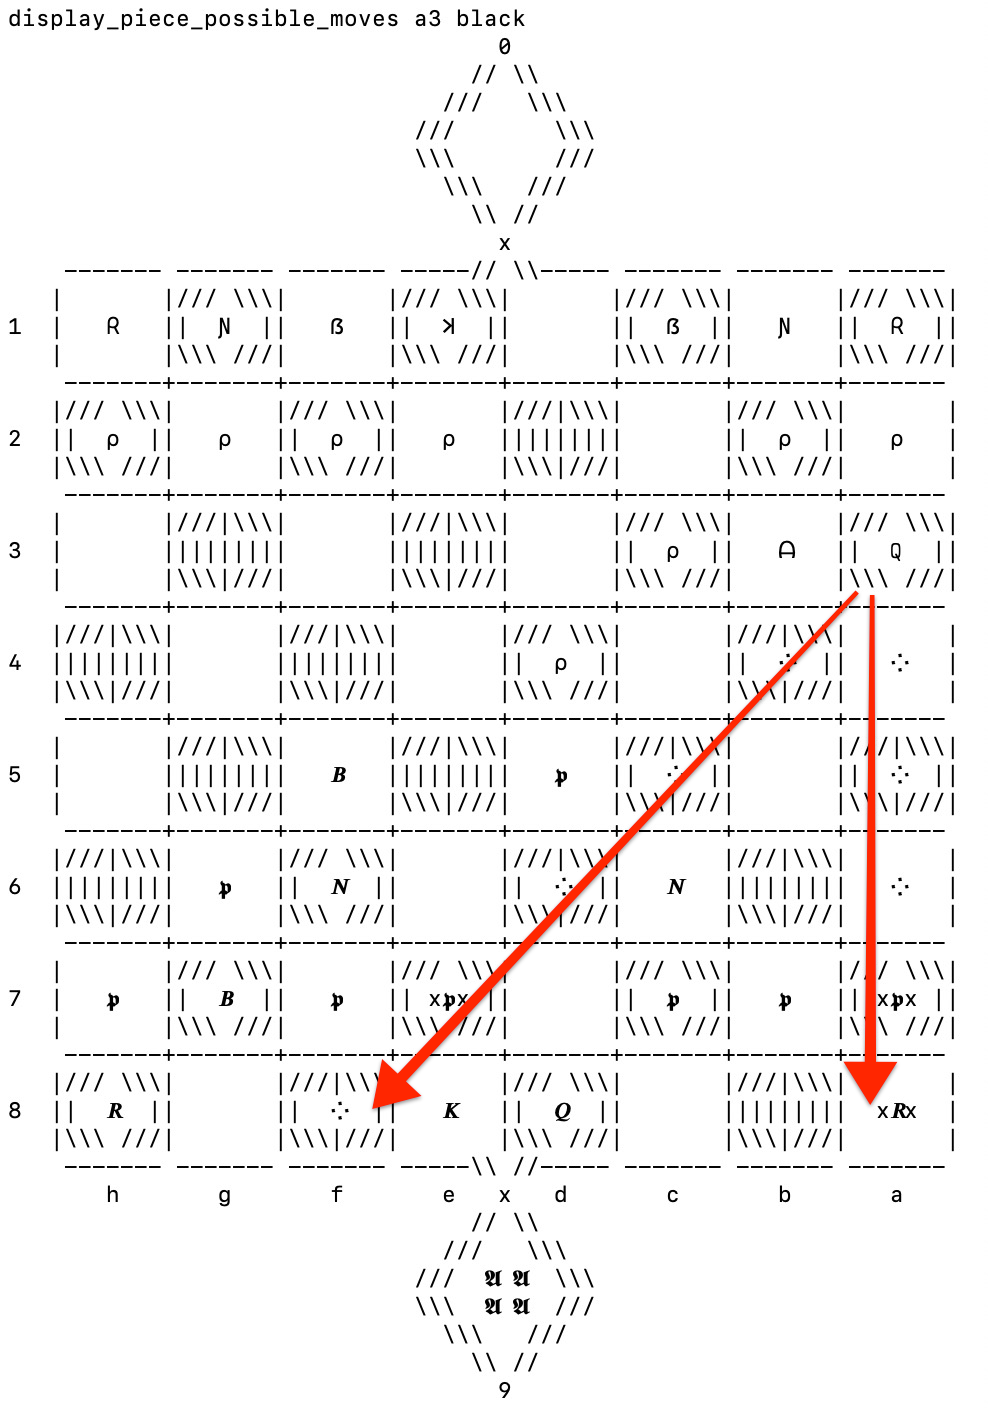 display_piece_possible_moves a3 black
                                   0
                                 // \\
                               ///   \\\
                             ///       \\\
                             \\\       ///
                               \\\   ///
                                 \\ //
                                   x
    ------- ------- ------- -----// \\----- ------- ------- -------
   |       |/// \\\|       |/// \\\|       |/// \\\|       |/// \\\|
1  |   Ɍ   ||  Ɲ  ||   ẞ   ||  ʞ  ||       ||  ẞ  ||   Ɲ   ||  Ɍ  ||
   |       |\\\ ///|       |\\\ ///|       |\\\ ///|       |\\\ ///|
    -------+-------+-------+-------+-------+-------+-------+-------
   |/// \\\|       |/// \\\|       |///|\\\|       |/// \\\|       |
2  ||  ρ  ||   ρ   ||  ρ  ||   ρ   |||||||||       ||  ρ  ||   ρ   |
   |\\\ ///|       |\\\ ///|       |\\\|///|       |\\\ ///|       |
    -------+-------+-------+-------+-------+-------+-------+-------
   |       |///|\\\|       |///|\\\|       |/// \\\|       |/// \\\|
3  |       |||||||||       |||||||||       ||  ρ  ||   ᗩ   ||  Q  ||
   |       |\\\|///|       |\\\|///|       |\\\ ///|       |\\\ ///|
    -------+-------+-------+-------+-------+-------+-------+-------
   |///|\\\|       |///|\\\|       |/// \\\|       |///|\\\|       |
4  |||||||||       |||||||||       ||  ρ  ||       ||  ⁘  ||   ⁘   |
   |\\\|///|       |\\\|///|       |\\\ ///|       |\\\|///|       |
    -------+-------+-------+-------+-------+-------+-------+-------
   |       |///|\\\|       |///|\\\|       |///|\\\|       |///|\\\|
5  |       |||||||||   𝑩   |||||||||   𝖕   ||  ⁘  ||       ||  ⁘  ||
   |       |\\\|///|       |\\\|///|       |\\\|///|       |\\\|///|
    -------+-------+-------+-------+-------+-------+-------+-------
   |///|\\\|       |/// \\\|       |///|\\\|       |///|\\\|       |
6  |||||||||   𝖕   ||  𝑵  ||       ||  ⁘  ||   𝑵   |||||||||   ⁘   |
   |\\\|///|       |\\\ ///|       |\\\|///|       |\\\|///|       |
    -------+-------+-------+-------+-------+-------+-------+-------
   |       |/// \\\|       |/// \\\|       |/// \\\|       |/// \\\|
7  |   𝖕   ||  𝑩  ||   𝖕   || x𝖕x ||       ||  𝖕  ||   𝖕   || x𝖕x ||
   |       |\\\ ///|       |\\\ ///|       |\\\ ///|       |\\\ ///|
    -------+-------+-------+-------+-------+-------+-------+-------
   |/// \\\|       |///|\\\|       |/// \\\|       |///|\\\|       |
8  ||  𝑹  ||       ||  ⁘  ||   𝑲   ||  𝑸  ||       |||||||||  x𝑹x  |
   |\\\ ///|       |\\\|///|       |\\\ ///|       |\\\|///|       |
    ------- ------- ------- -----\\ //----- ------- ------- -------
       h       g       f       e   x   d       c       b       a
                                 // \\
                               ///   \\\
                             ///  𝕬 𝕬  \\\
                             \\\  𝕬 𝕬  ///
                               \\\   ///
                                 \\ //
                                   9